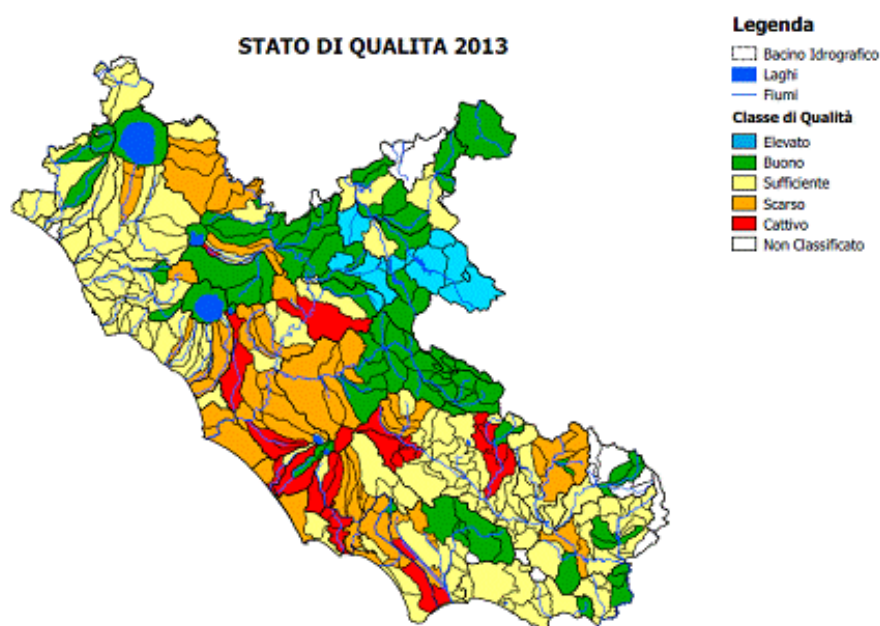 STATO DI QUALITA 2013
Legenda
Bacino Idrografico
Laghi
Fiumi
Classe di Qualità
Elevato
Buono
Sufficiente
Scarso
Cattivo
Non Classificato